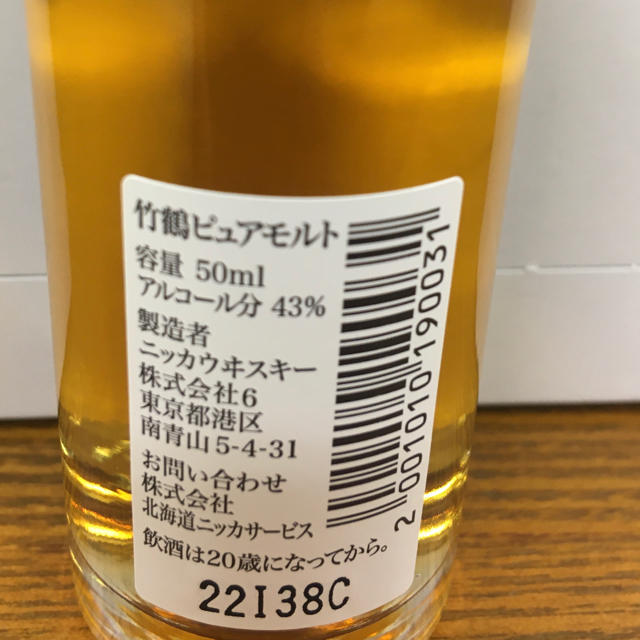 竹鶴ピュアモルト
容量 50ml
アルコール分 43%
製造者
ニッカウヰスキー
株式会社6
東京都港区
南青山5-4-31
お問い合わせ
株式会社
北海道ニッカサービス
飲酒は20歳になってから。
22I38C
2001010190031